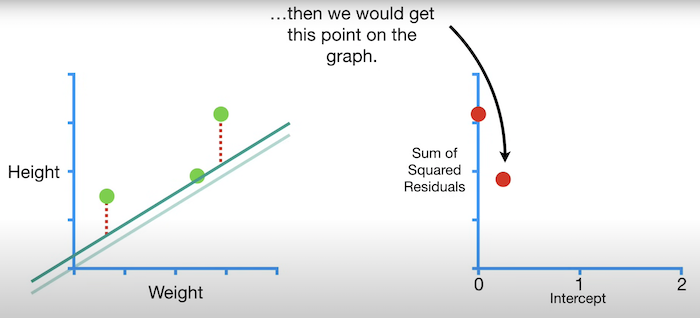 ...then we would get
this point on the
graph.
Height
Weight
Sum of
Squared
Residuals
0
1
2
Intercept